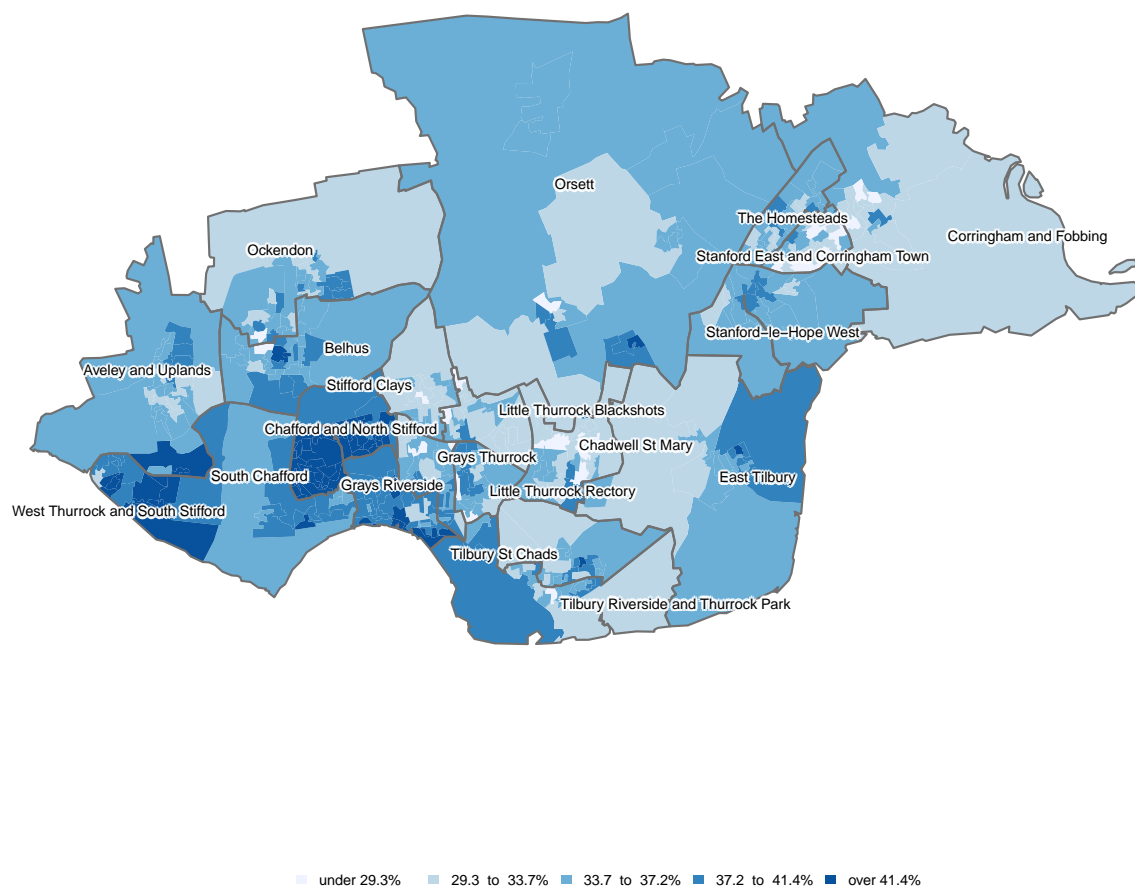 Orsett
The Homesteads
Corringham and Fobbing
Ockendon
Stanford East and Corringham Town
Stanford−le−Hope West
Belhus
Aveley and Uplands
Stifford Clays
Little Thurrock Blackshots
Chafford and North Stifford
Chadwell St Mary
Grays Thurrock
South Chafford
East Tilbury
Grays Riverside
Little Thurrock Rectory
West Thurrock and South Stifford
Tilbury St Chads
Tilbury Riverside and Thurrock Park
under 29.3% 29.3 to 33.7% 33.7 to 37.2% 37.2 to 41.4% over 41.4%